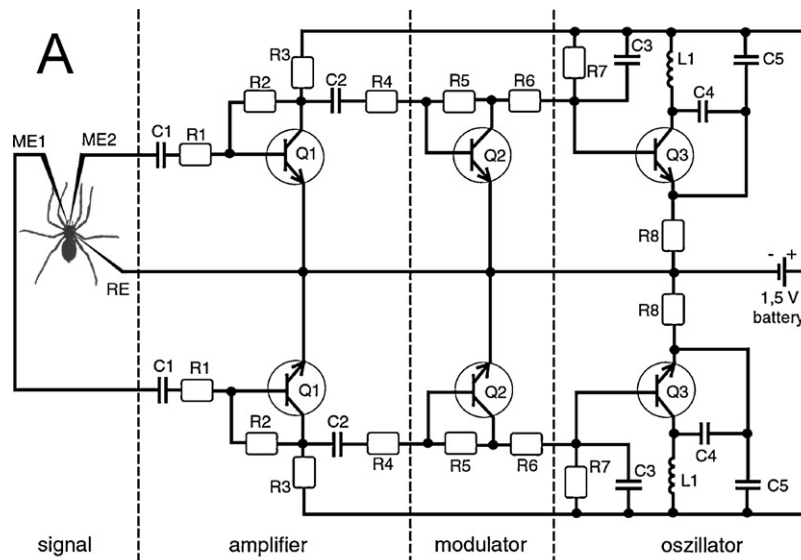 A
R3
R7
C3
L1
C5
R2
C2
R4
R5
R6
C4
ME1
ME2
C1
R1
Q1
Q2
Q3
R8
RE
- +
1,5 V
battery
R8
C1
R1
Q1
Q2
Q3
R2
C2
R4
R5
R6
R7
C3
C4
R3
L1
C5
signal
amplifier
modulator
oszillator